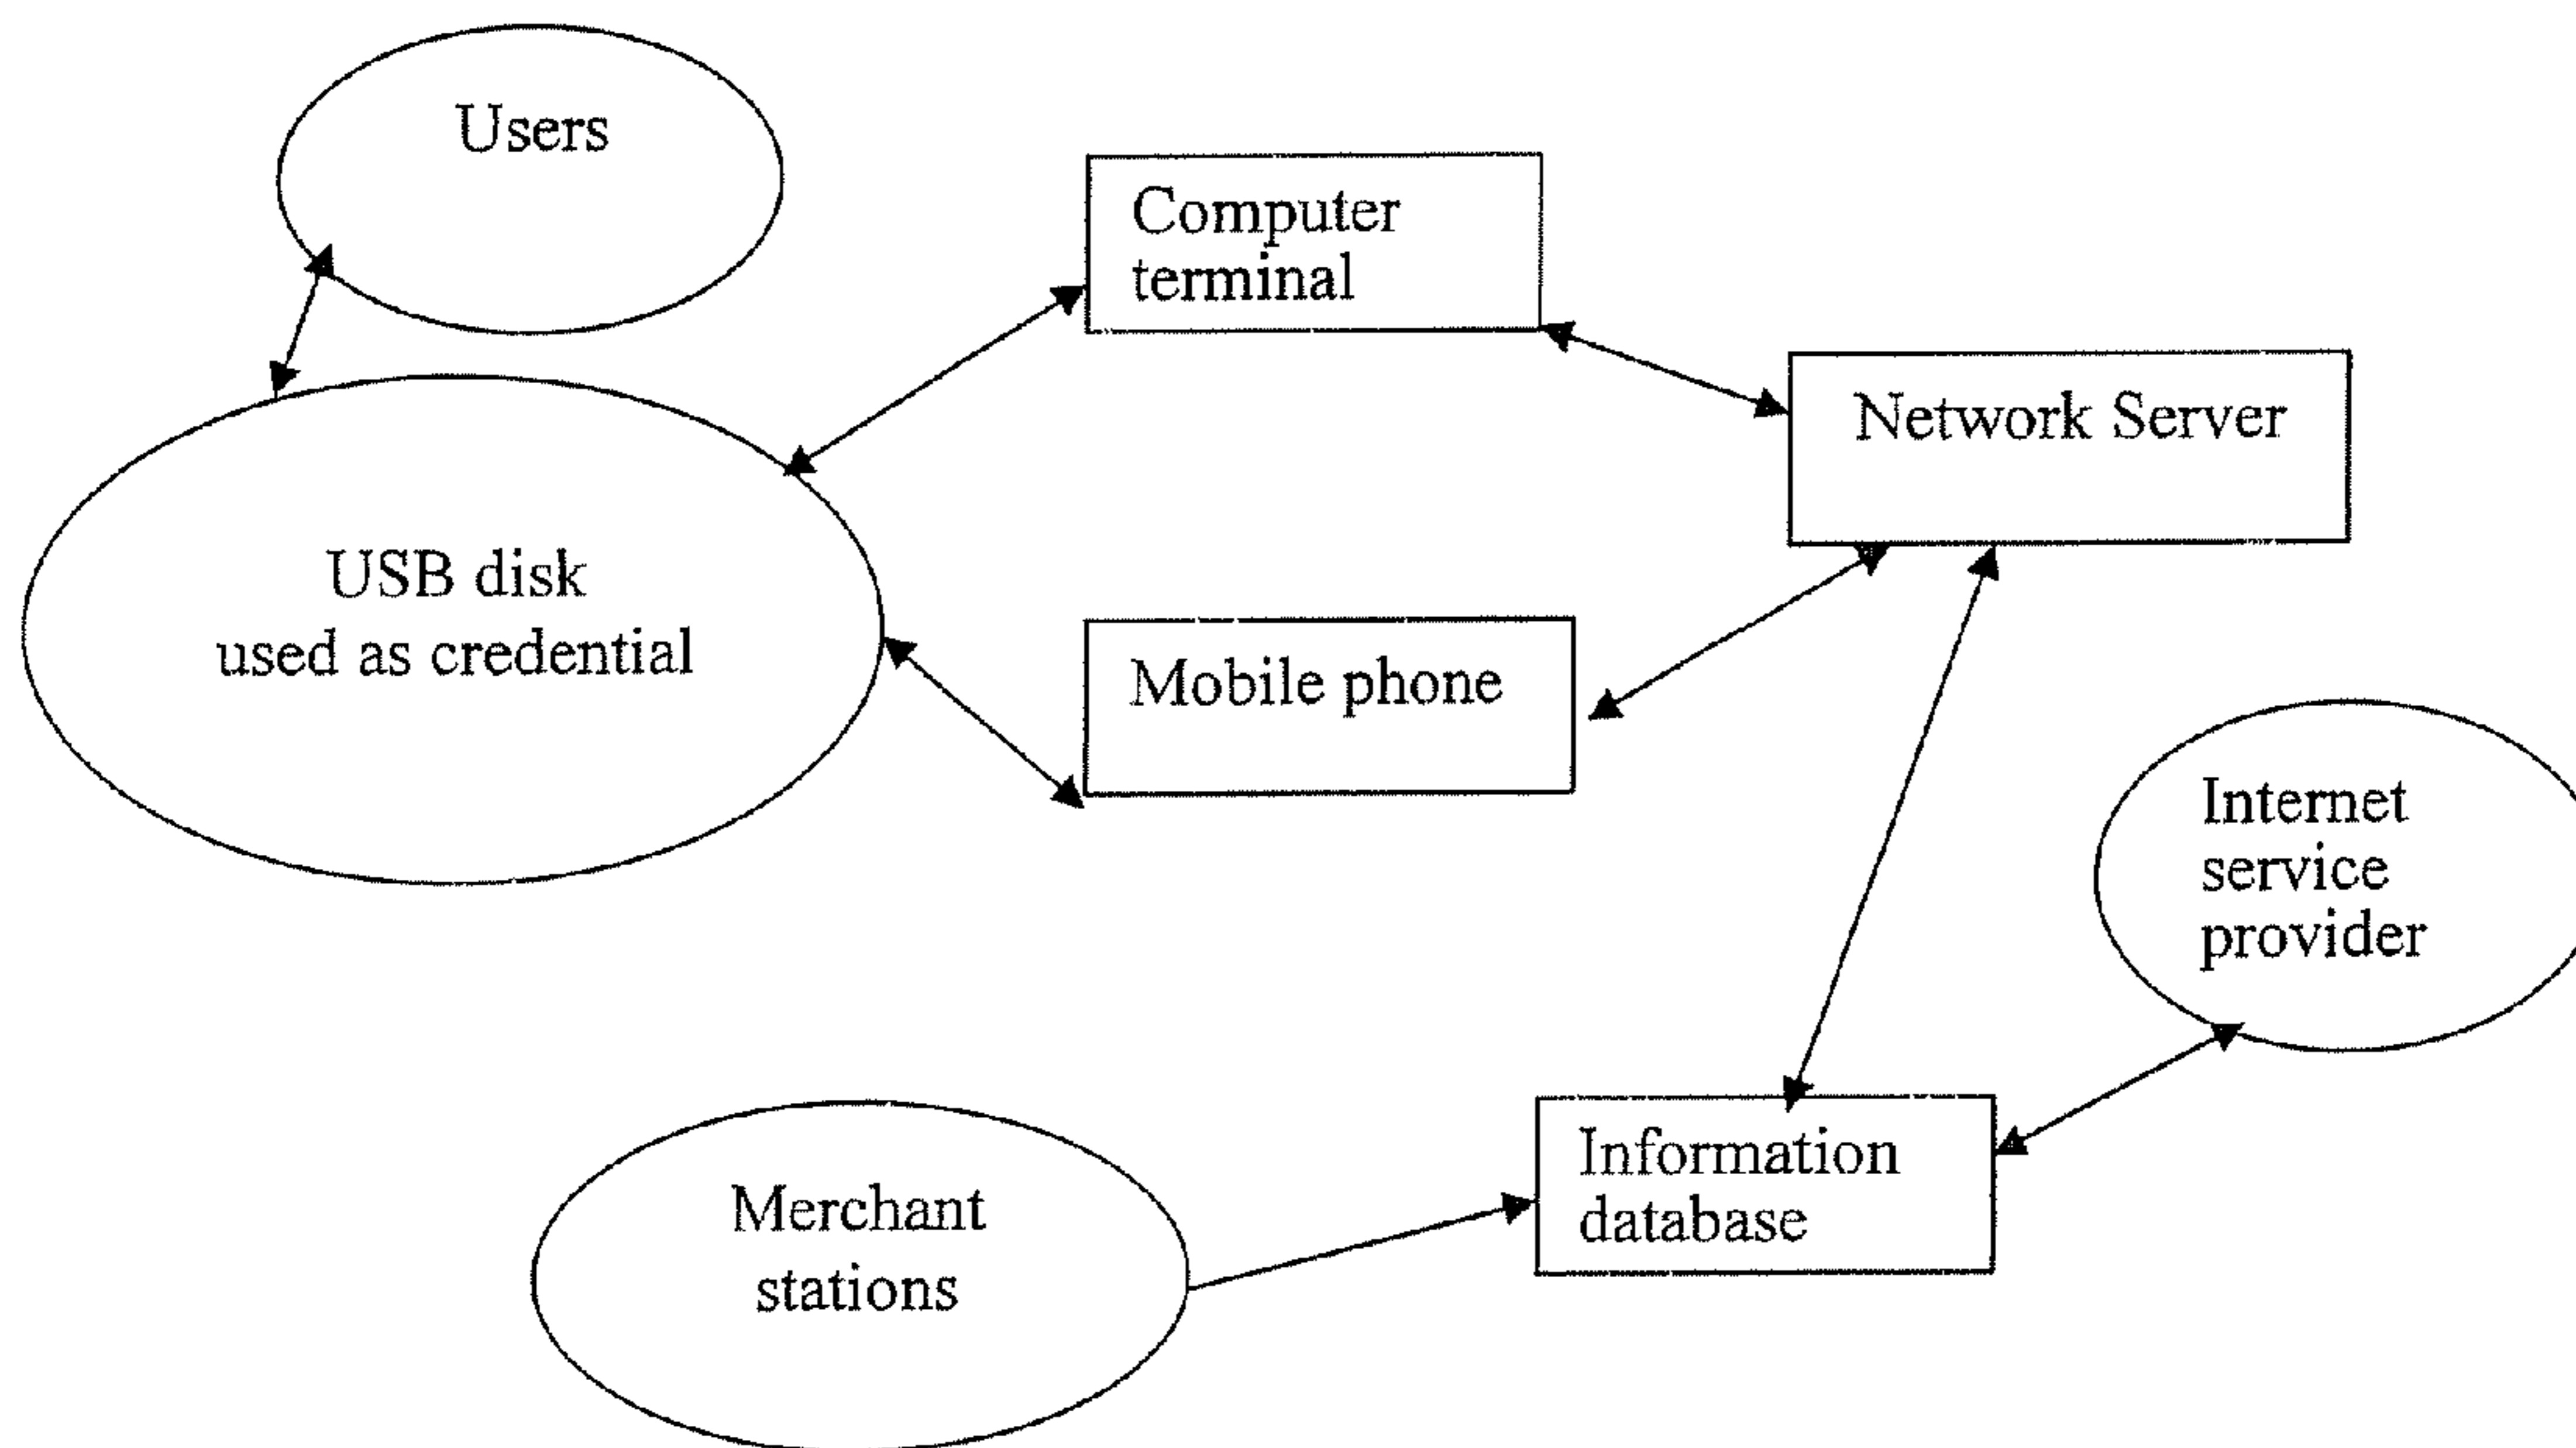 Users
Computer
terminal
Network Server
USB disk
used as credential
Mobile phone
Internet
service
provider
Information
database
Merchant
stations